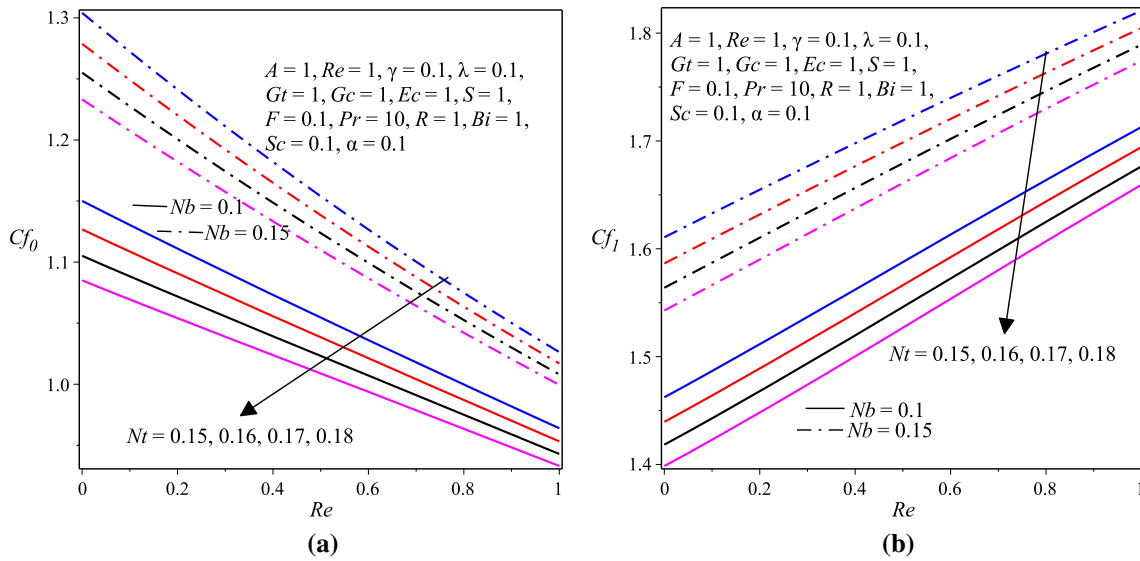 1.3
1.2
1.1
1.0
Cf0
A = 1, Re = 1, γ = 0.1, λ = 0.1,
Gt = 1, Gc = 1, Ec = 1, S = 1,
F = 0.1, Pr = 10, R = 1, Bi = 1,
Sc = 0.1, α = 0.1
Nb = 0.1
Nb = 0.15
Nt = 0.15, 0.16, 0.17, 0.18
0 0.2 0.4 0.6 0.8 1
Re
(a)
1.8
1.7
1.6
1.5
1.4
Cf1
A = 1, Re = 1, γ = 0.1, λ = 0.1,
Gt = 1, Gc = 1, Ec = 1, S = 1,
F = 0.1, Pr = 10, R = 1, Bi = 1,
Sc = 0.1, α = 0.1
Nt = 0.15, 0.16, 0.17, 0.18
Nb = 0.1
Nb = 0.15
0 0.2 0.4 0.6 0.8 1
Re
(b)